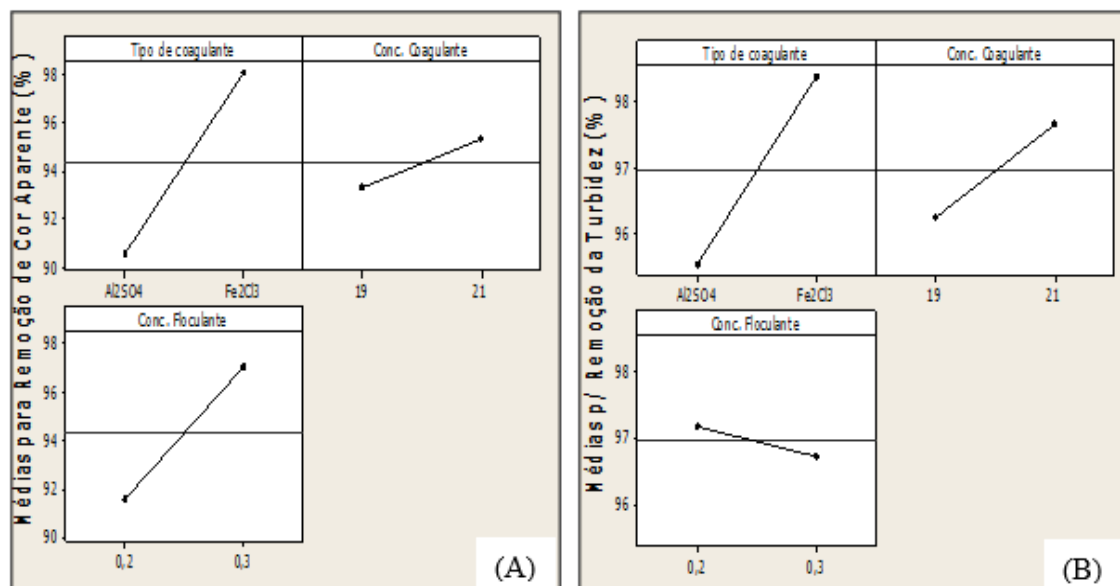 Médias para Remoção de Cor Aparente (%)
Tipo de coagulante
Conc. Coagulante
98
96
94
92
90
Al2SO4
Fe2Cl3
19
21
Conc. Floculante
98
96
94
92
90
0,2
0,3
(A)
Médias p/ Remoção da Turbidez (%)
Tipo de coagulante
Conc. Coagulante
98
97
96
Al2SO4
Fe2Cl3
19
21
Conc. Floculante
98
97
96
0,2
0,3
(B)